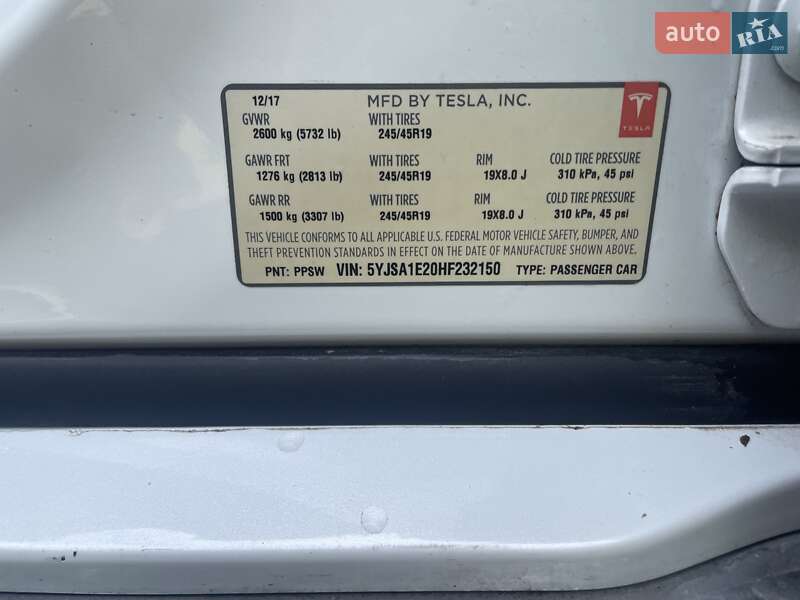 auto RIA.com
12/17 MFD BY TESLA, INC.
TESLA
GVWR WITH TIRES
2600 kg (5732 lb) 245/45R19
GAWR FRT WITH TIRES RIM COLD TIRE PRESSURE
1276 kg (2813 lb) 245/45R19 19X8.0 J 310 kPa, 45 psi
GAWR RR WITH TIRES RIM COLD TIRE PRESSURE
1500 kg (3307 lb) 245/45R19 19X8.0 J 310 kPa, 45 psi
THIS VEHICLE CONFORMS TO ALL APPLICABLE U.S. FEDERAL MOTOR VEHICLE SAFETY, BUMPER, AND
THEFT PREVENTION STANDARDS IN EFFECT ON THE DATE OF MANUFACTURE SHOWN ABOVE.
PNT: PPSW VIN: 5YJSA1E20HF232150 TYPE: PASSENGER CAR